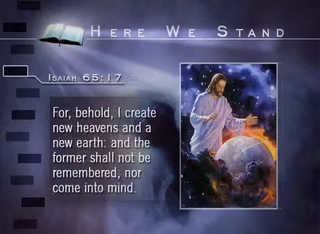 Here We Stand
Isaiah 65:17
For, behold, I create
new heavens and a
new earth: and the
former shall not be
remembered, nor
come into mind.